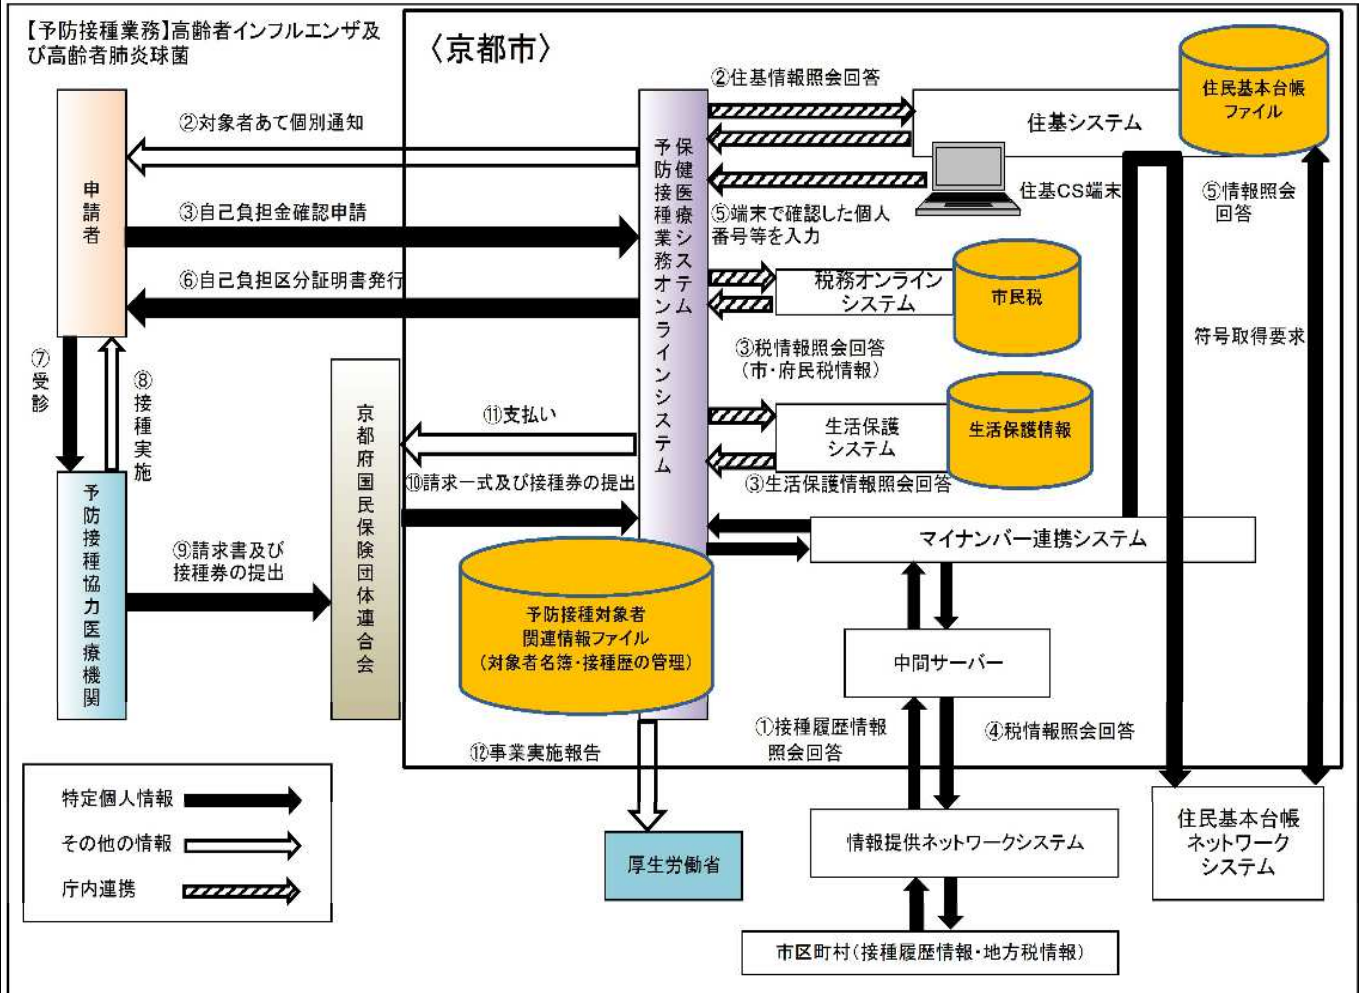 【予防接種業務】高齢者インフルエンザ及
び高齢者肺炎球菌
〈京都市〉
②住基情報照会回答
住民基本台帳
ファイル
住基システム
②対象者あて個別通知
申請者
保健医療システム
予防接種業務オンラインシステム
住基CS端末
⑤情報照会
回答
③自己負担金確認申請
⑤端末で確認した個人
番号等を入力
⑥自己負担区分証明書発行
税務オンライン
システム
市民税
符号取得要求
③税情報照会回答
(市・府民税情報)
⑦受診
⑧接種実施
京都府国民保険団体連合会
⑪支払い
生活保護
システム
生活保護情報
⑩請求一式及び接種券の提出
③生活保護情報照会回答
予防接種協力医療機関
⑨請求書及び
接種券の提出
マイナンバー連携システム
予防接種対象者
関連情報ファイル
(対象者名簿・接種歴の管理)
中間サーバー
①接種履歴情報
照会回答
④税情報照会回答
⑫事業実施報告
特定個人情報
その他の情報
庁内連携
厚生労働省
情報提供ネットワークシステム
住民基本台帳
ネットワーク
システム
市区町村(接種履歴情報・地方税情報)